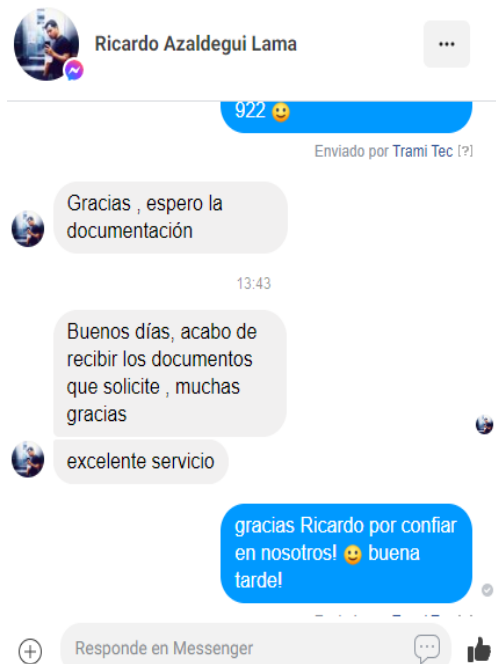 Ricardo Azaldegui Lama
922 🙂
Enviado por Trami Tec [?]
Gracias , espero la
documentación
13:43
Buenos días, acabo de
recibir los documentos
que solicite , muchas
gracias
excelente servicio
gracias Ricardo por confiar
en nosotros! 🙂 buena
tarde!
Responde en Messenger